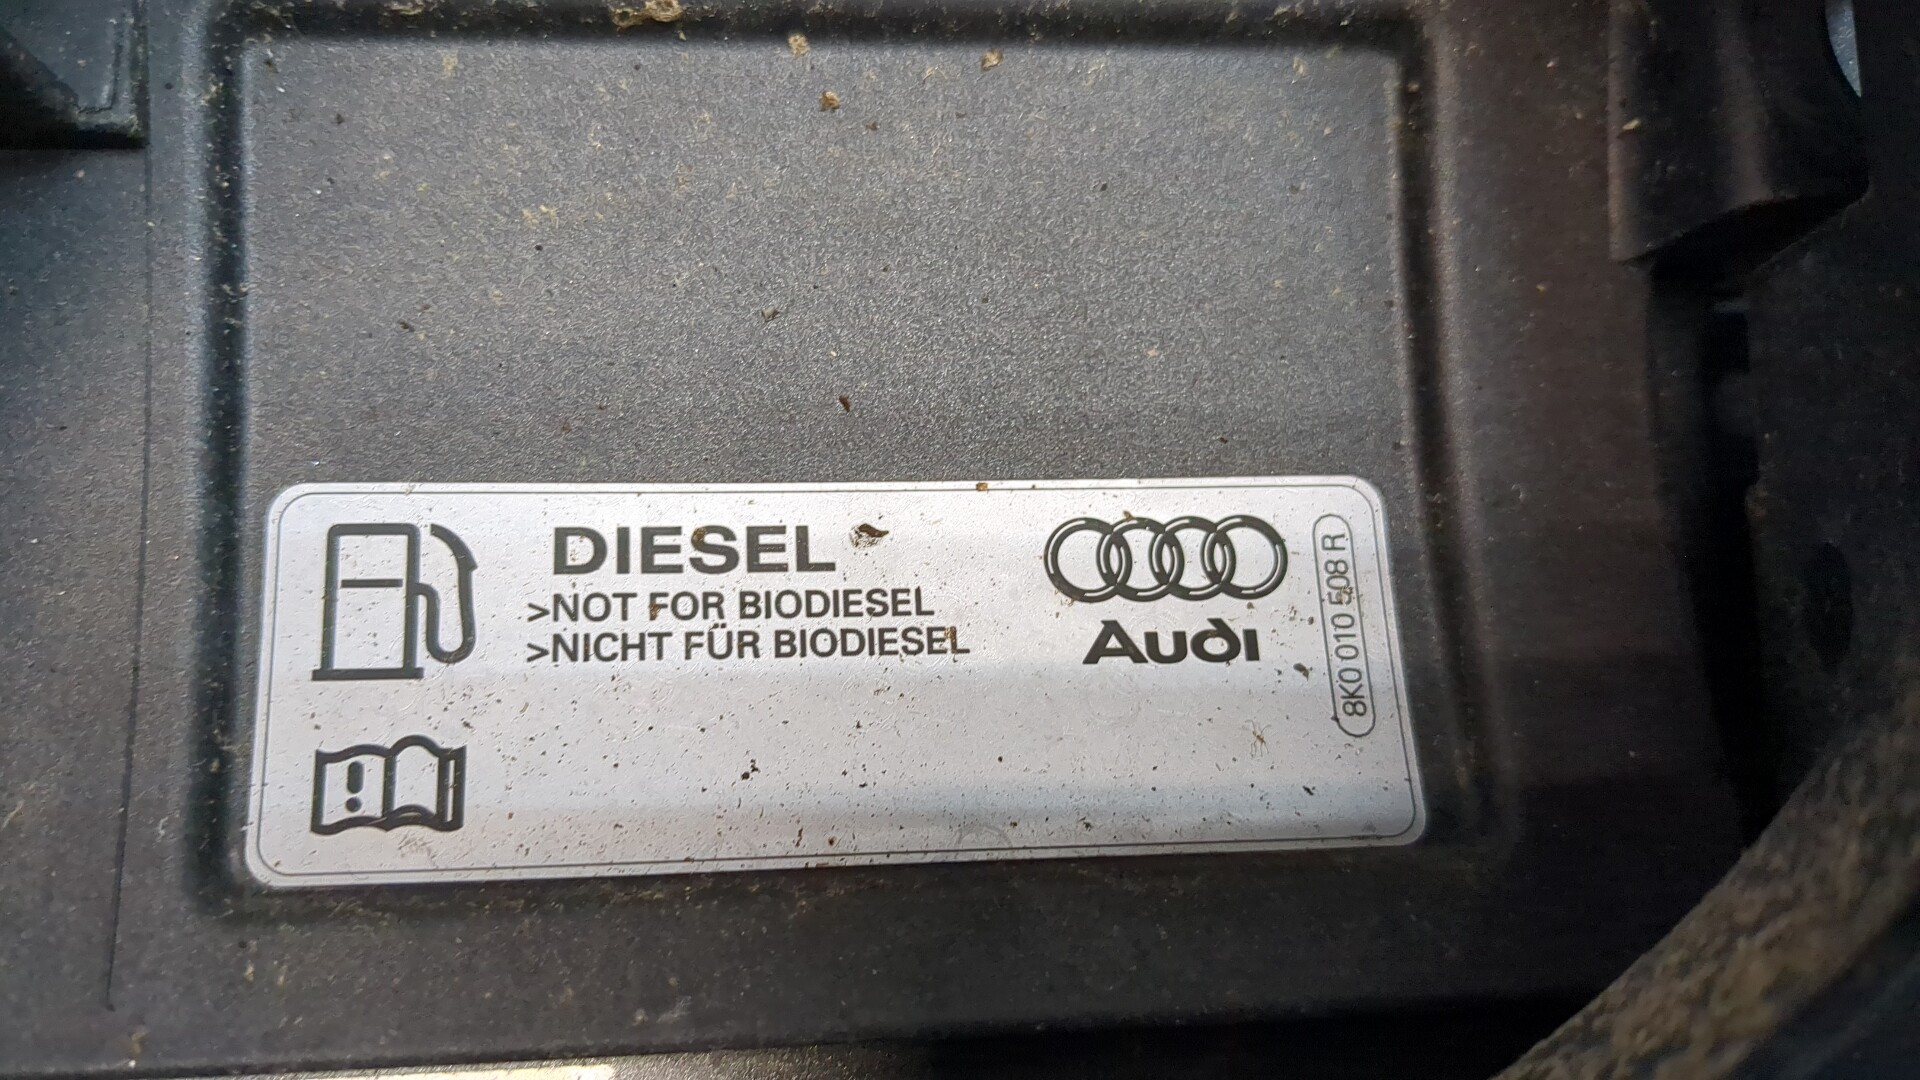 DIESEL
>NOT FOR BIODIESEL
>NICHT FÜR BIODIESEL
Audi
8K0 010 508 R